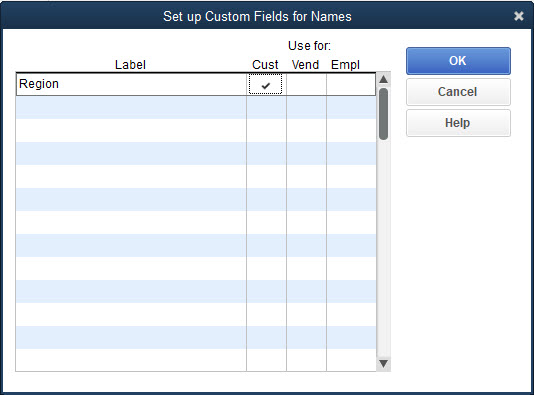 Set up Custom Fields for Names
Use for:
Label Cust Vend Empl
Region
OK
Cancel
Help